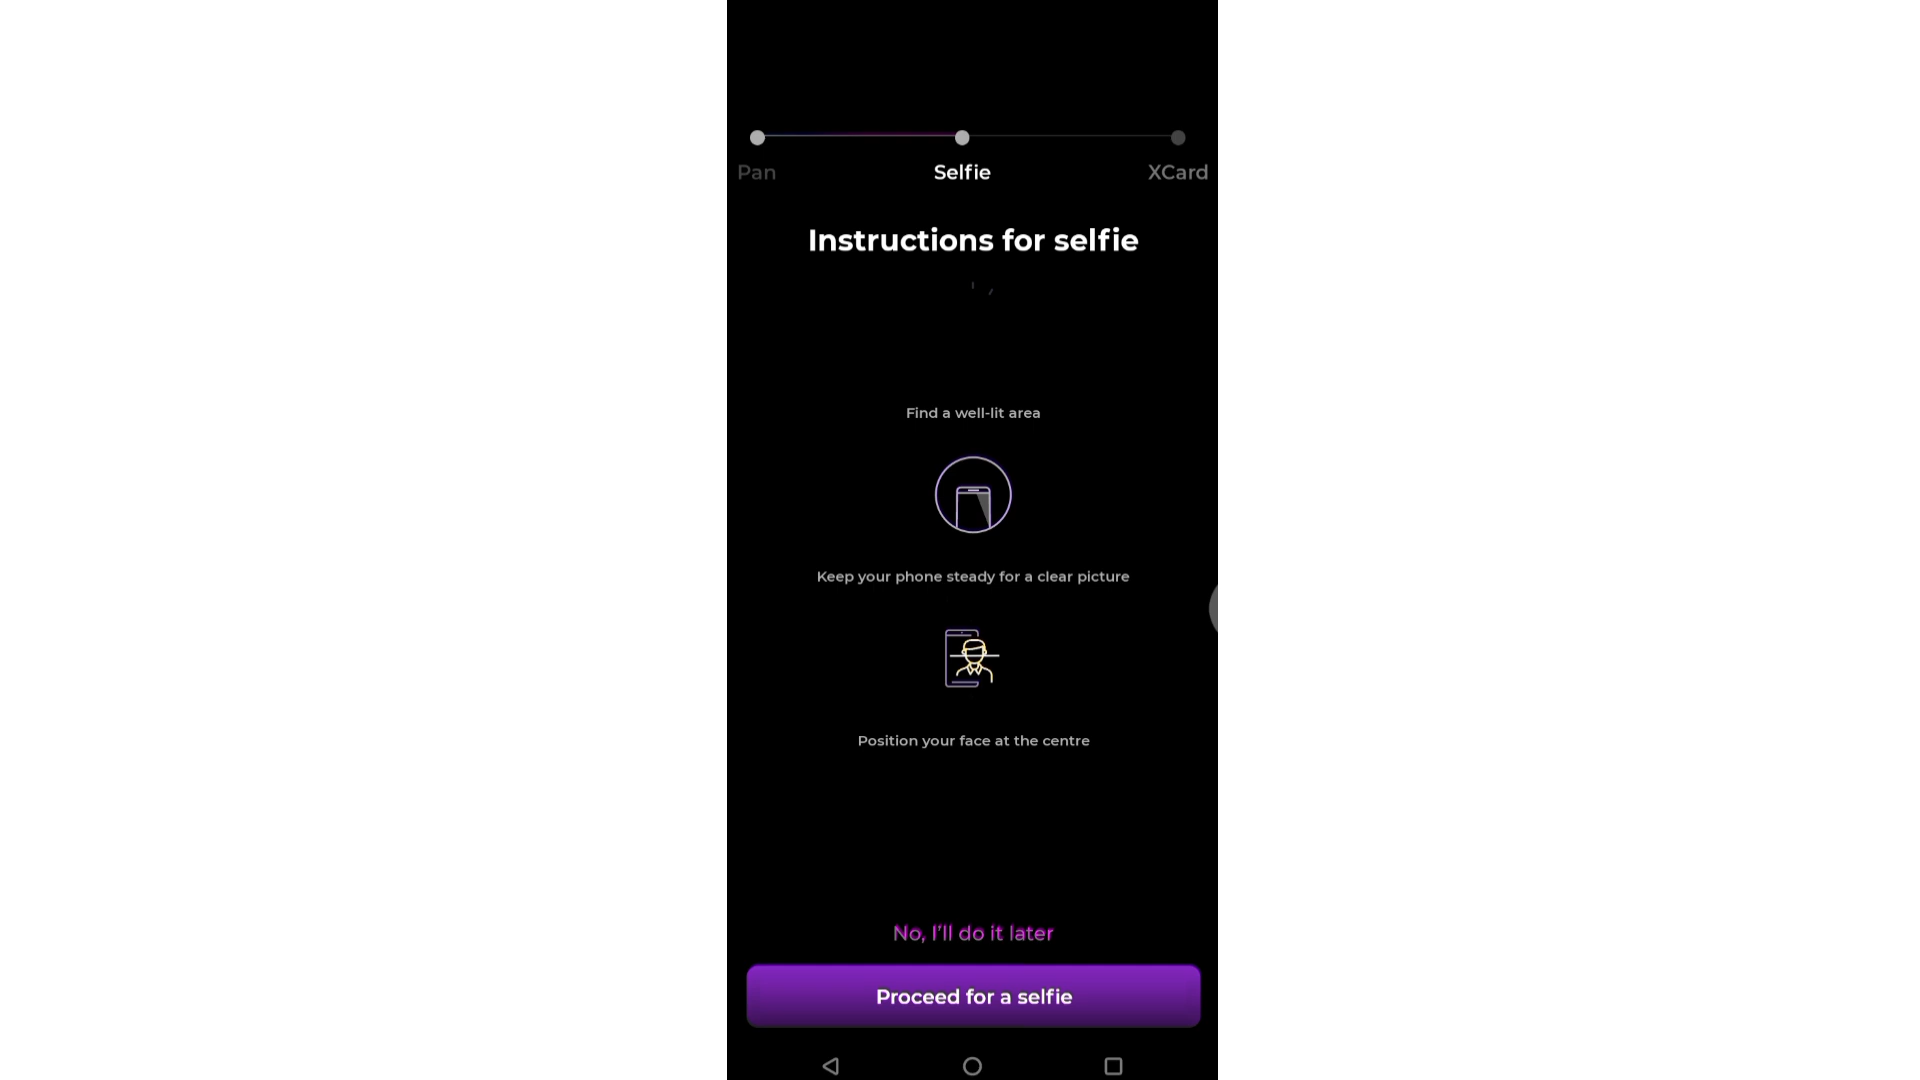 Pan
Selfie
XCard
Instructions for selfie
Find a well-lit area
Keep your phone steady for a clear picture
Position your face at the centre
No, I'll do it later
Proceed for a selfie